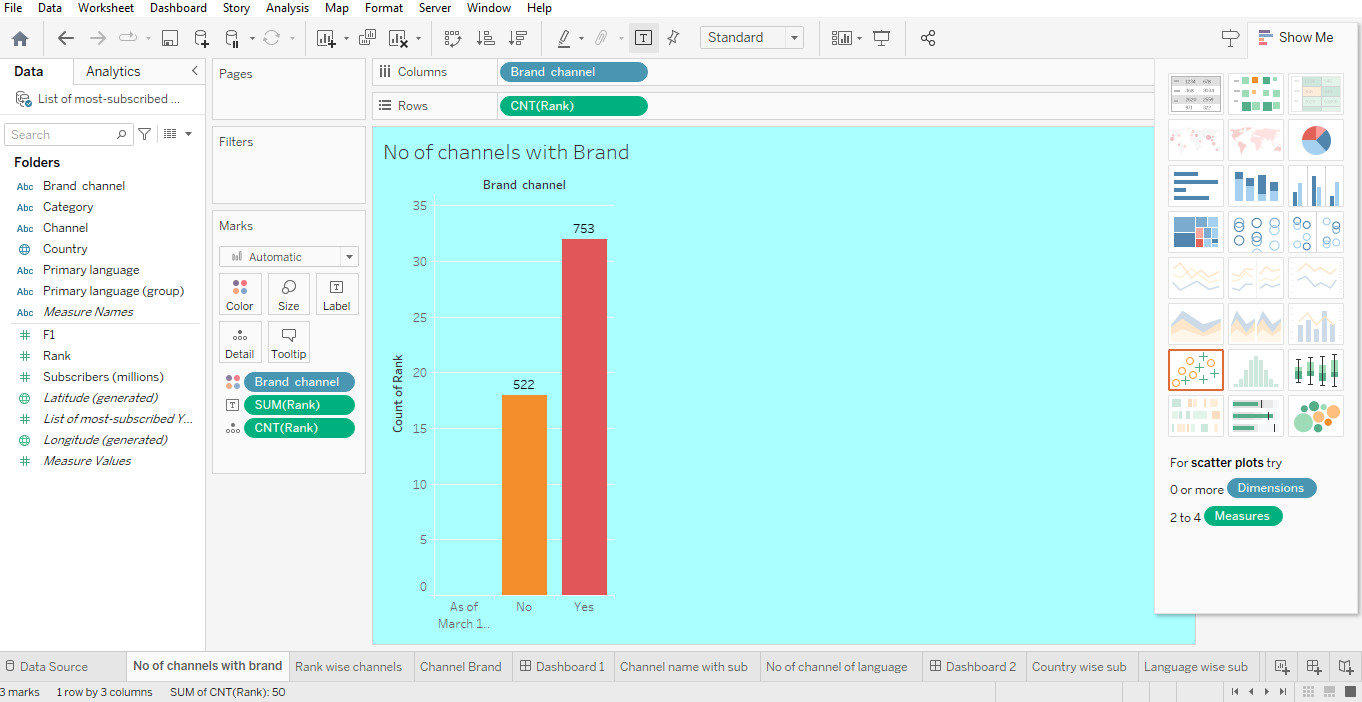 File Data Worksheet Dashboard Story Analysis Map Format Server Window Help
Standard
Show Me
Data Analytics
List of most-subscribed ...
Search
Folders
Abc Brand channel
Abc Category
Abc Channel
Country
Abc Primary language
Abc Primary language (group)
Abc Measure Names
F1
Rank
Subscribers (millions)
Latitude (generated)
List of most-subscribed Y...
Longitude (generated)
Measure Values
Pages
Filters
Marks
Automatic
Color Size Label
Detail Tooltip
Brand channel
SUM(Rank)
CNT(Rank)
Columns Brand channel
Rows CNT(Rank)
No of channels with Brand
Brand channel
Count of Rank
35
30
25
20
15
10
5
0
753
522
As of
March 1..
No
Yes
For scatter plots try
0 or more Dimensions
2 to 4 Measures
Data Source No of channels with brand Rank wise channels Channel Brand Dashboard 1 Channel name with sub No of channel of language Dashboard 2 Country wise sub Language wise sub
3 marks 1 row by 3 columns SUM of CNT(Rank): 50